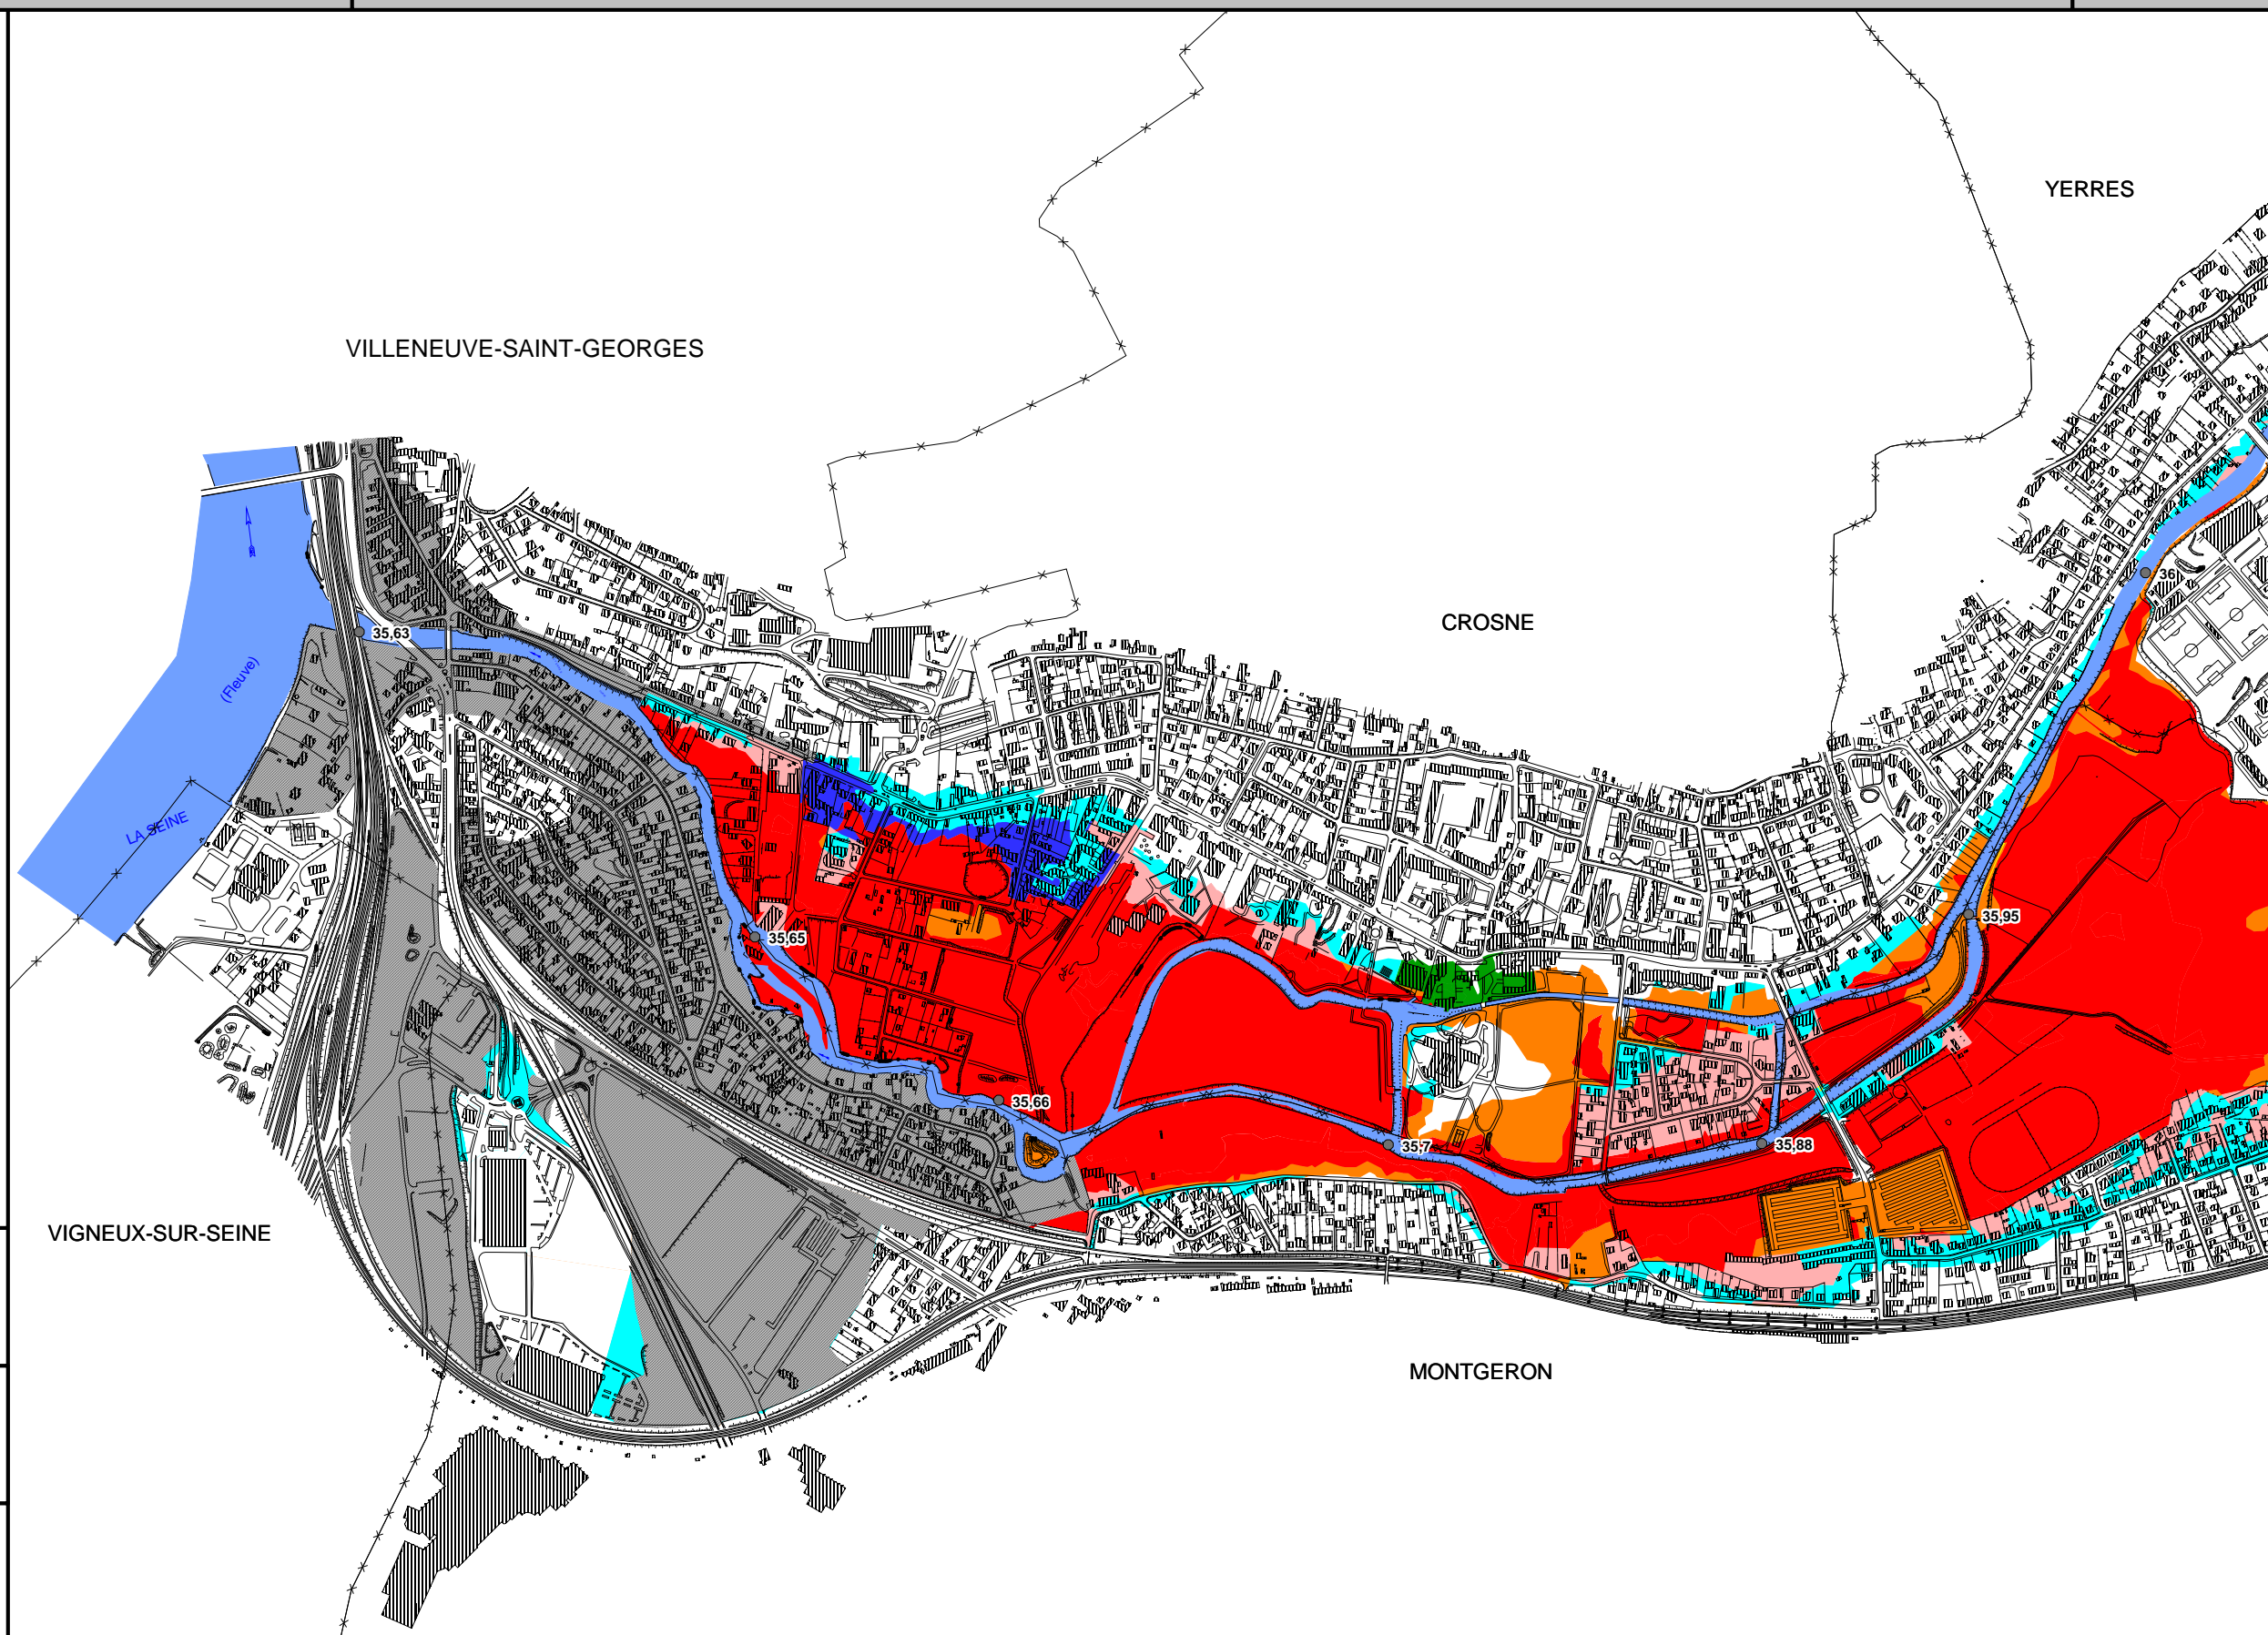 YERRES
VILLENEUVE-SAINT-GEORGES
36
CROSNE
35,63
(Fleuve)
LA SEINE
35,95
35,65
35,66
35,7
35,88
VIGNEUX-SUR-SEINE
MONTGERON